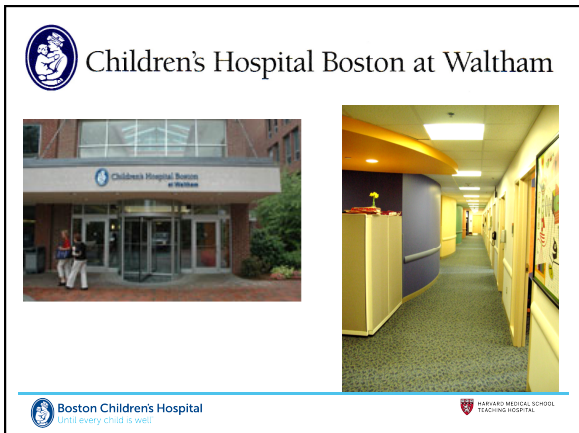 Children's Hospital Boston at Waltham
Children's Hospital Boston
at Waltham
Boston Children's Hospital
Until every child is well
HARVARD MEDICAL SCHOOL
TEACHING HOSPITAL